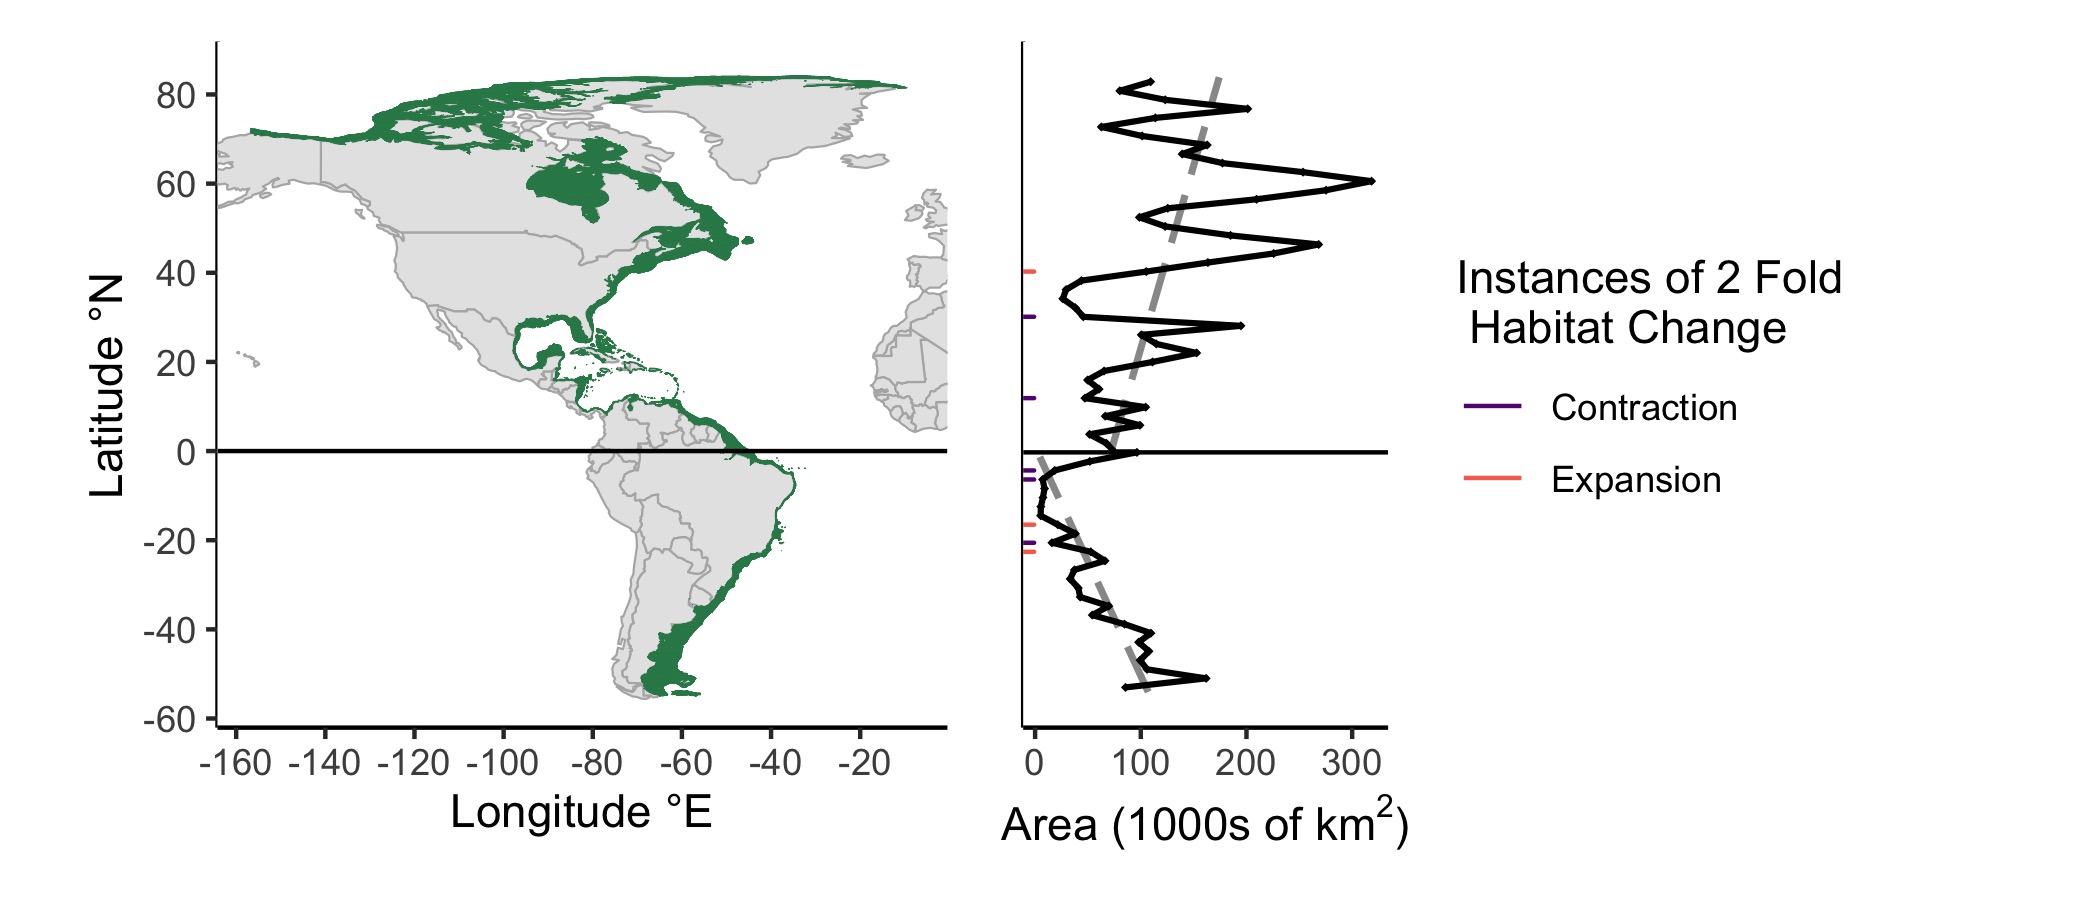 80
60
40
20
0
-20
-40
-60
Latitude °N
-160 -140 -120 -100 -80 -60 -40 -20
Longitude °E
0 100 200 300
Area (1000s of km²)
Instances of 2 Fold
Habitat Change
Contraction
Expansion